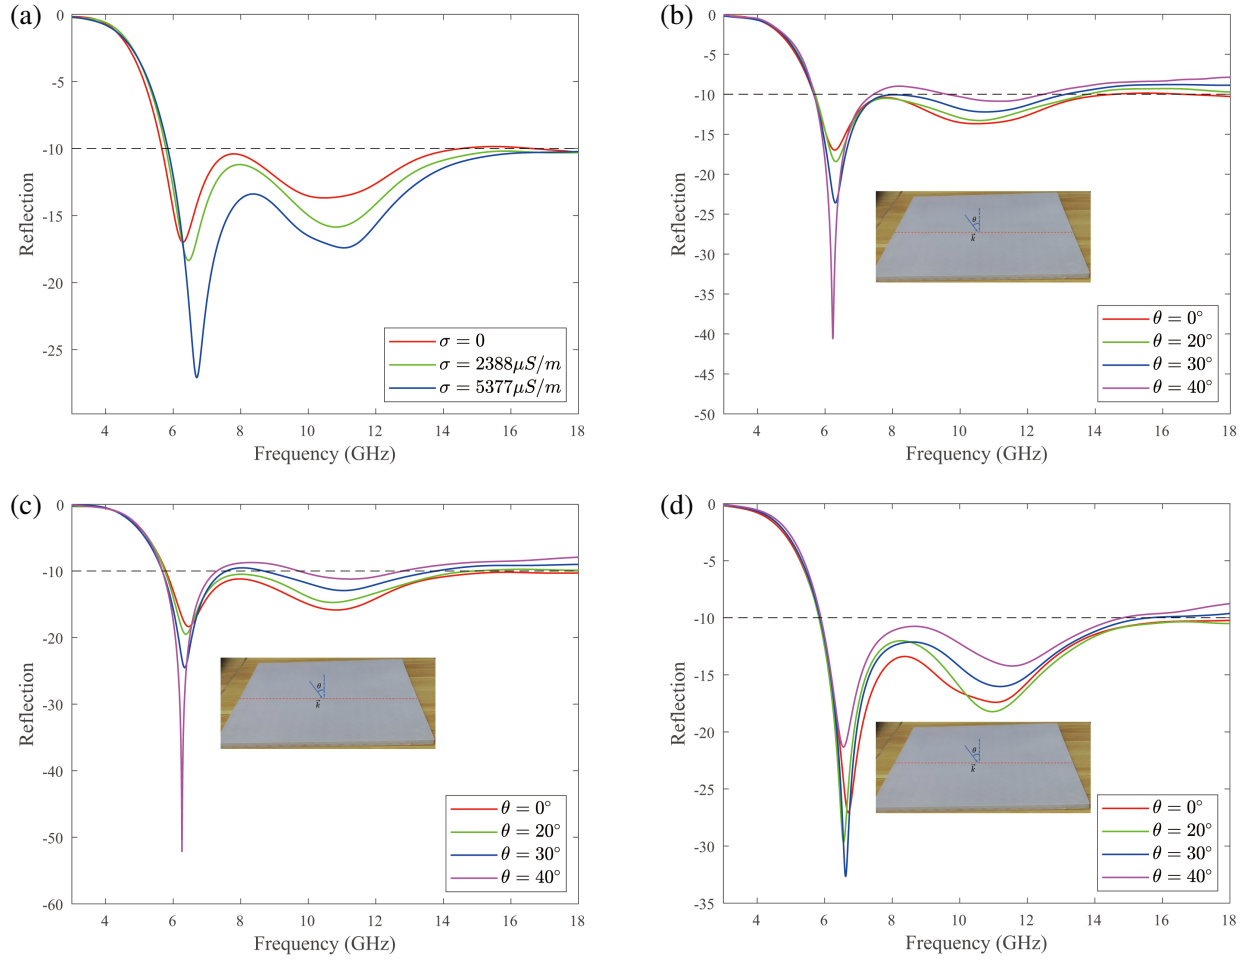 (a)
0
-5
-10
-15
-20
-25
Reflection
4 6 8 10 12 14 16 18
Frequency (GHz)
σ = 0
σ = 2388μS/m
σ = 5377μS/m
(b)
0
-5
-10
-15
-20
-25
-30
-35
-40
-45
-50
Reflection
4 6 8 10 12 14 16 18
Frequency (GHz)
θ
k
θ = 0°
θ = 20°
θ = 30°
θ = 40°
(c)
0
-10
-20
-30
-40
-50
-60
Reflection
4 6 8 10 12 14 16 18
Frequency (GHz)
θ
k
θ = 0°
θ = 20°
θ = 30°
θ = 40°
(d)
0
-5
-10
-15
-20
-25
-30
-35
Reflection
4 6 8 10 12 14 16 18
Frequency (GHz)
θ
k
θ = 0°
θ = 20°
θ = 30°
θ = 40°